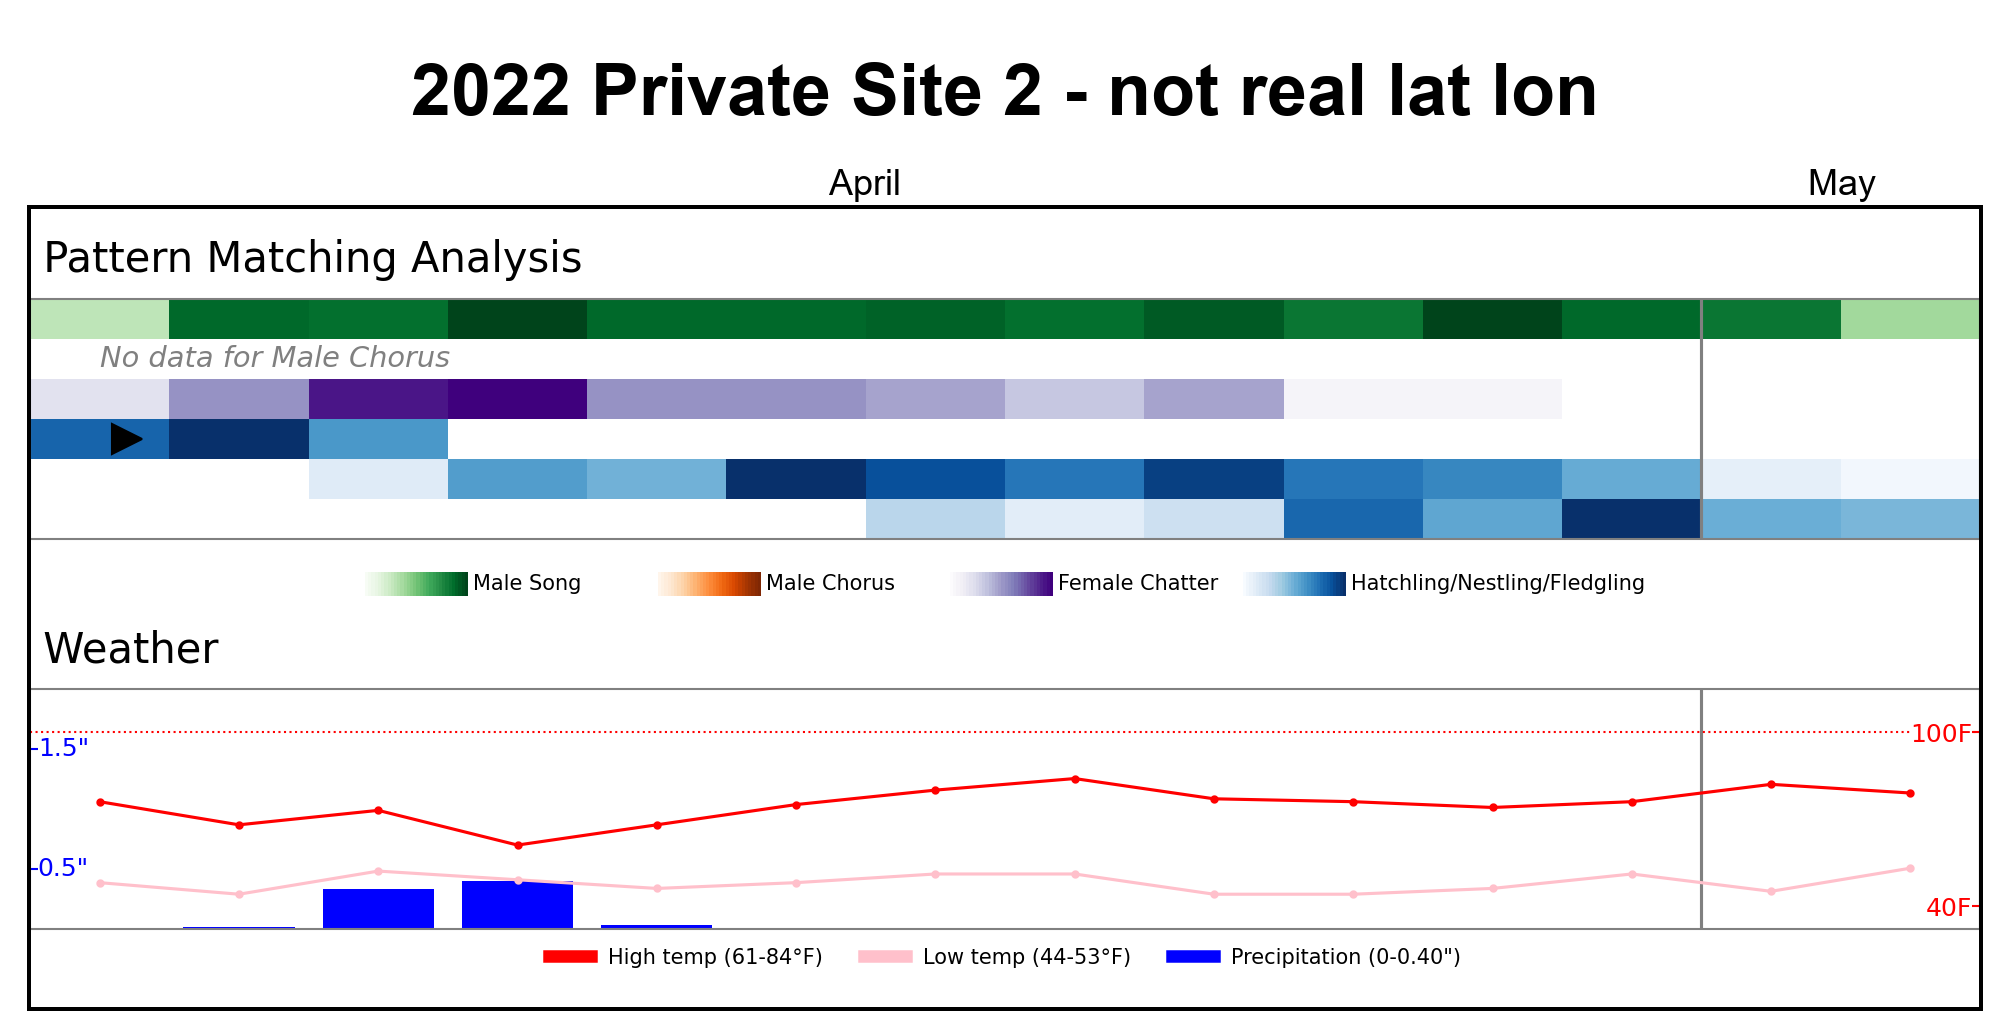 2022 Private Site 2 - not real lat lon
April May
Pattern Matching Analysis
No data for Male Chorus
Male Song Male Chorus Female Chatter Hatchling/Nestling/Fledgling
Weather
1.5" 100F
0.5" 40F
High temp (61-84°F) Low temp (44-53°F) Precipitation (0-0.40")